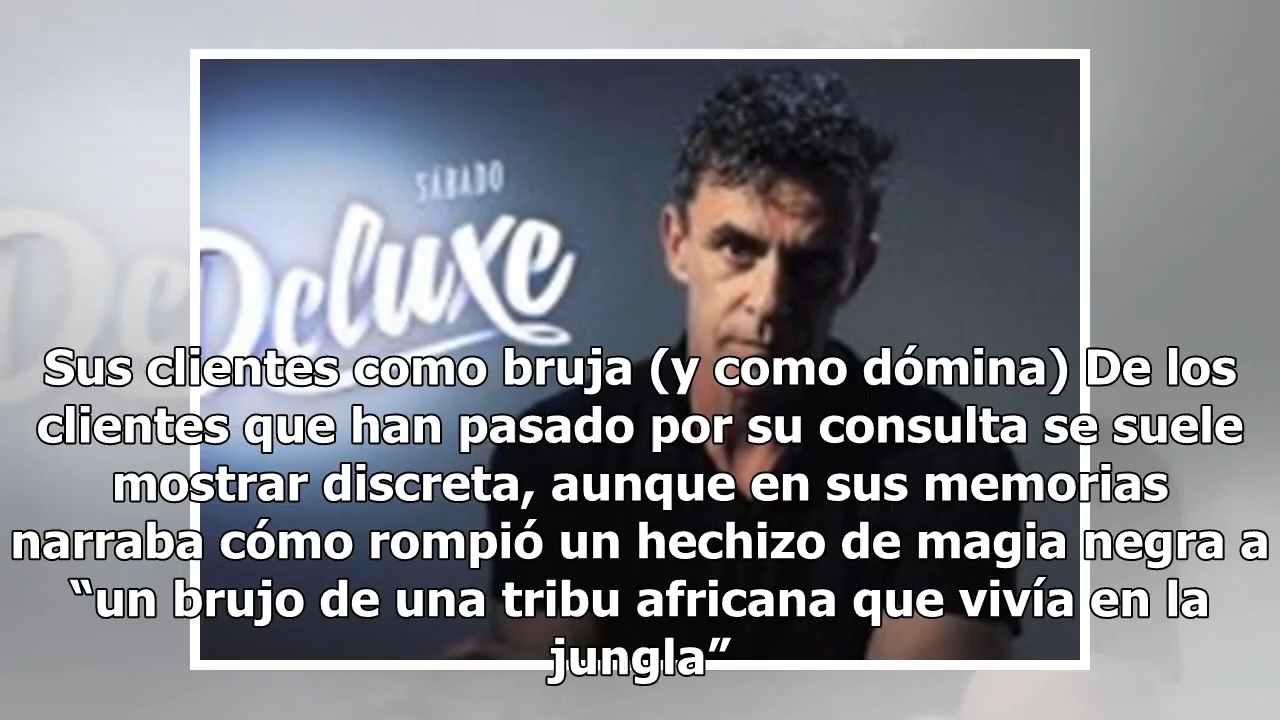 SÁBADO
Deluxe
De
Sus clientes como bruja (y como dómina) De los
clientes que han pasado por su consulta se suele
mostrar discreta, aunque en sus memorias
narraba cómo rompió un hechizo de magia negra a
“un brujo de una tribu africana que vivía en la
jungla”